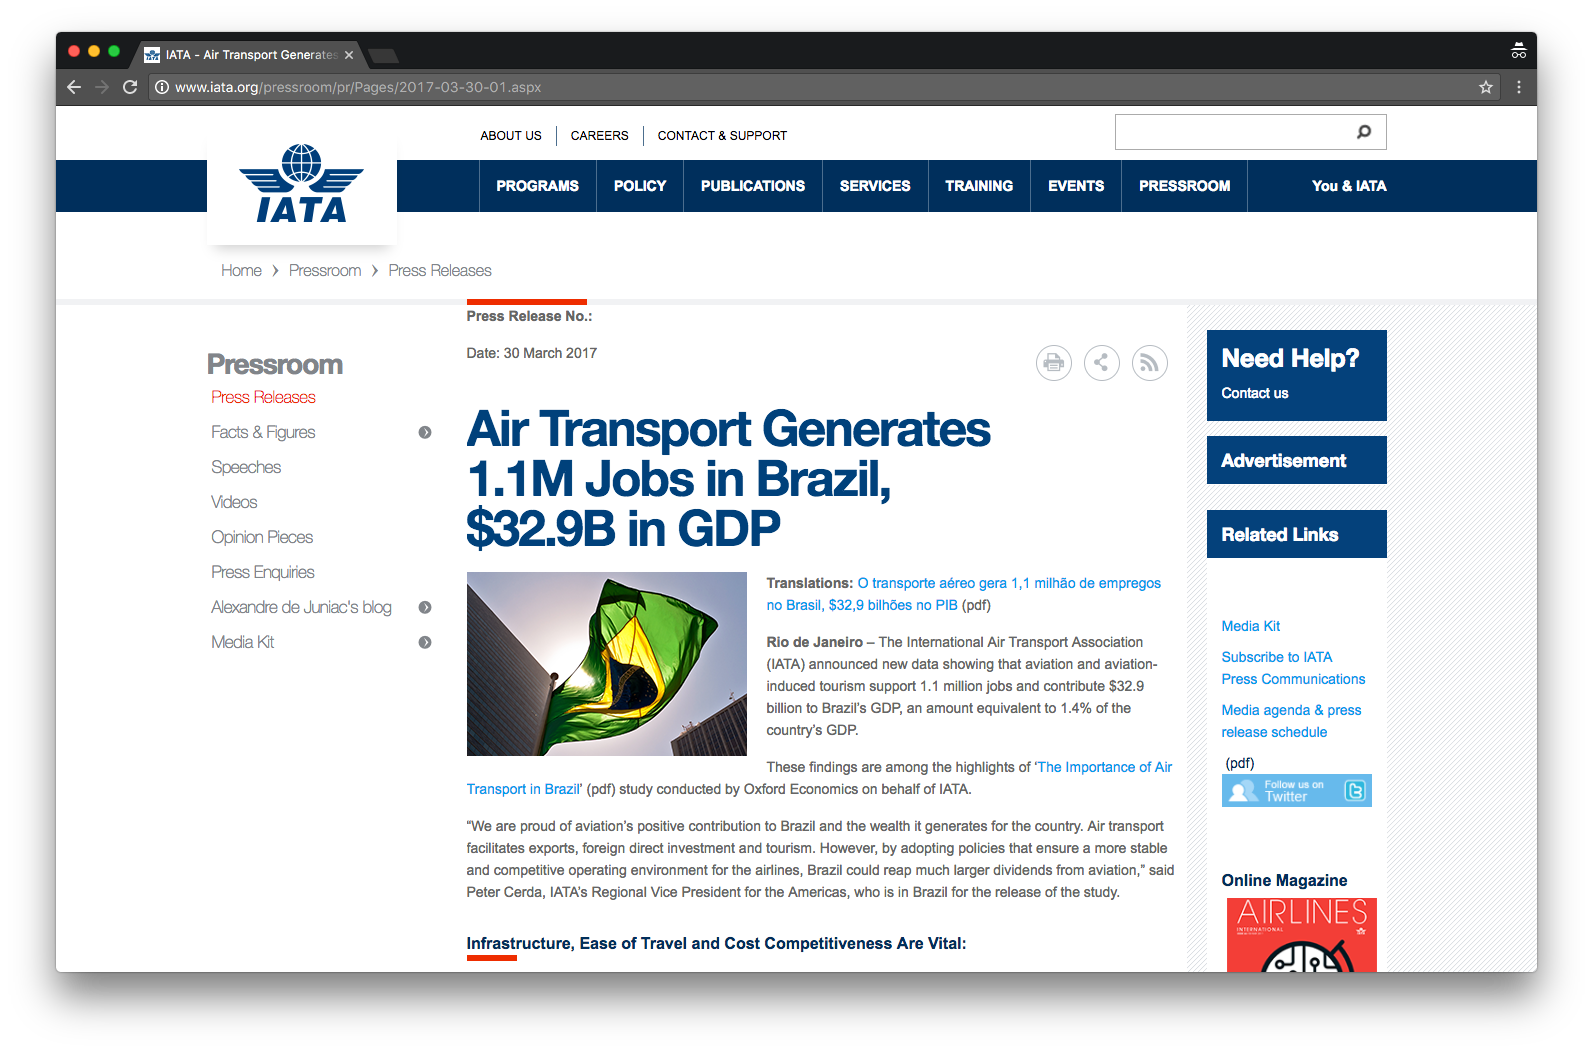 IATA - Air Transport Generates
www.iata.org/pressroom/pr/Pages/2017-03-30-01.aspx
ABOUT US
CAREERS
CONTACT & SUPPORT
IATA
PROGRAMS
POLICY
PUBLICATIONS
SERVICES
TRAINING
EVENTS
PRESSROOM
You & IATA
Home
Pressroom
Press Releases
Pressroom
Press Releases
Facts & Figures
Speeches
Videos
Opinion Pieces
Press Enquiries
Alexandre de Juniac's blog
Media Kit
Press Release No.:
Date: 30 March 2017
Air Transport Generates
1.1M Jobs in Brazil,
$32.9B in GDP
Translations: O transporte aéreo gera 1,1 milhão de empregos
no Brasil, $32,9 bilhões no PIB (pdf)
Rio de Janeiro – The International Air Transport Association
(IATA) announced new data showing that aviation and aviation-
induced tourism support 1.1 million jobs and contribute $32.9
billion to Brazil's GDP, an amount equivalent to 1.4% of the
country's GDP.
These findings are among the highlights of 'The Importance of Air
Transport in Brazil' (pdf) study conducted by Oxford Economics on behalf of IATA.
“We are proud of aviation's positive contribution to Brazil and the wealth it generates for the country. Air transport
facilitates exports, foreign direct investment and tourism. However, by adopting policies that ensure a more stable
and competitive operating environment for the airlines, Brazil could reap much larger dividends from aviation,” said
Peter Cerda, IATA's Regional Vice President for the Americas, who is in Brazil for the release of the study.
Infrastructure, Ease of Travel and Cost Competitiveness Are Vital:
Need Help?
Contact us
Advertisement
Related Links
Media Kit
Subscribe to IATA
Press Communications
Media agenda & press
release schedule
(pdf)
Follow us on
Twitter
Online Magazine
AIRLINES
INTERNATIONAL